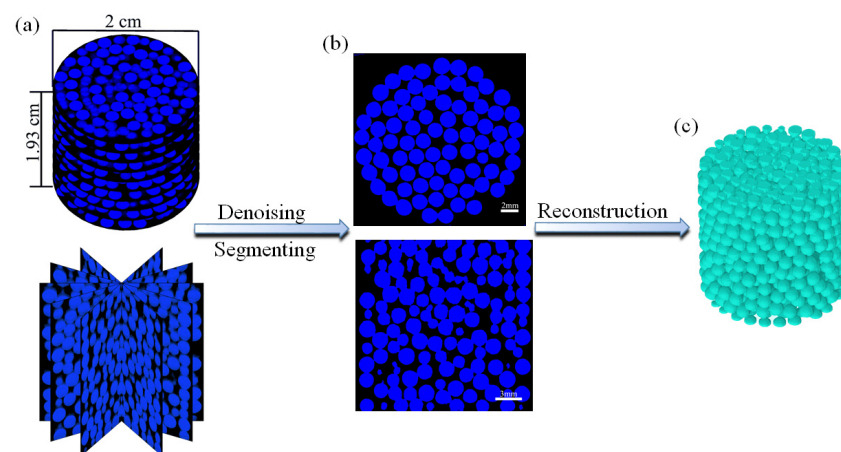 (a)
2 cm
1.93 cm
Denoising
Segmenting
(b)
2mm
3mm
Reconstruction
(c)